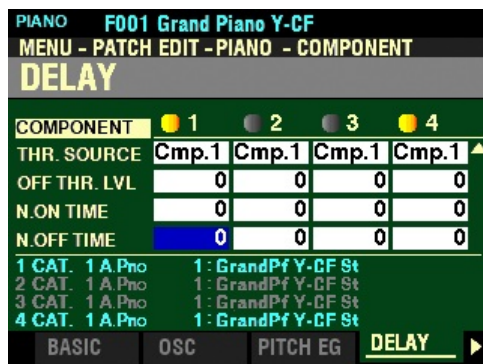 PIANO F001 Grand Piano Y-CF
MENU - PATCH EDIT - PIANO - COMPONENT
DELAY
COMPONENT 1 2 3 4
THR. SOURCE Cmp.1 Cmp.1 Cmp.1 Cmp.1
OFF THR. LVL 0 0 0 0
N.ON TIME 0 0 0 0
N.OFF TIME 0 0 0 0
1 CAT. 1 A.Pno 1: GrandPf Y-CF St
2 CAT. 1 A.Pno 1: GrandPf Y-CF St
3 CAT. 1 A.Pno 1: GrandPf Y-CF St
4 CAT. 1 A.Pno 1: GrandPf Y-CF St
BASIC OSC PITCH EG DELAY